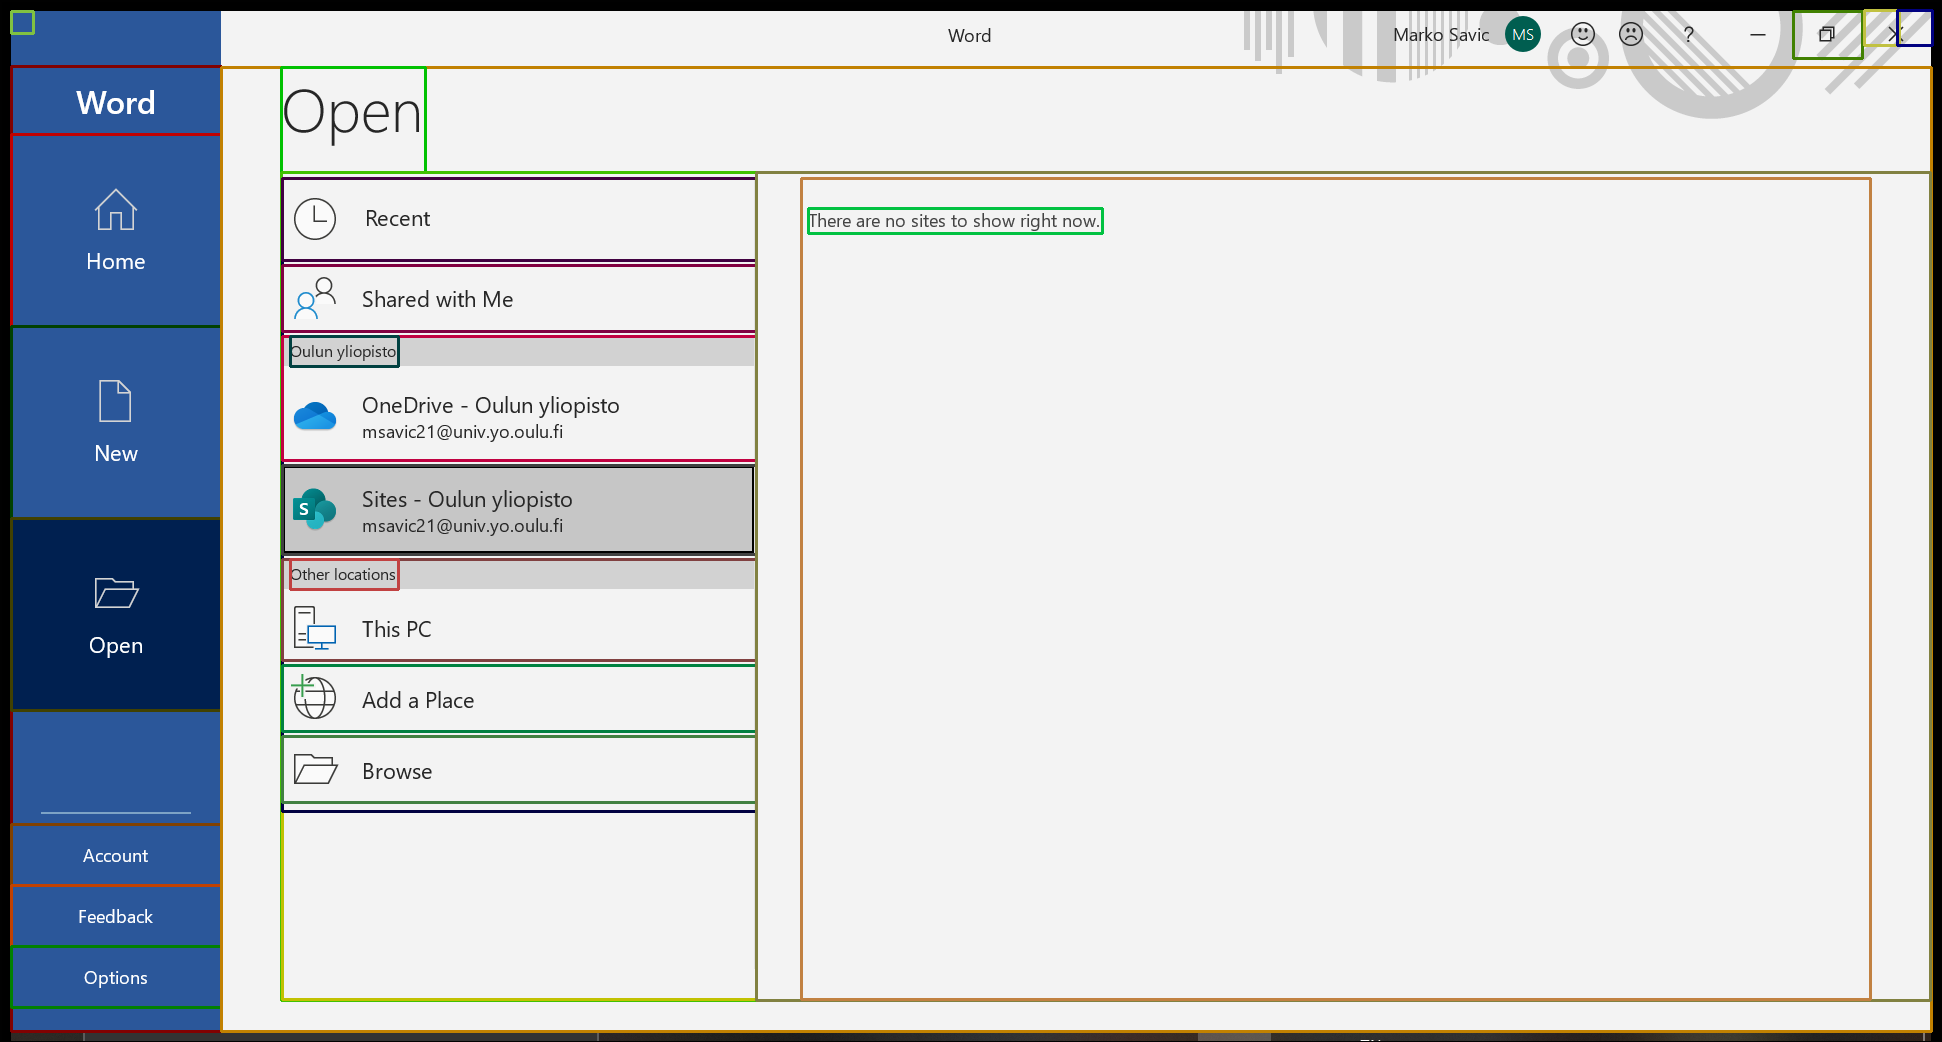 Word
Marko Savic
MS
?
Word
Home
New
Open
Account
Feedback
Options
Open
Recent
Shared with Me
Oulun yliopisto
OneDrive - Oulun yliopisto
msavic21@univ.yo.oulu.fi
S
Sites - Oulun yliopisto
msavic21@univ.yo.oulu.fi
Other locations
This PC
Add a Place
Browse
There are no sites to show right now.